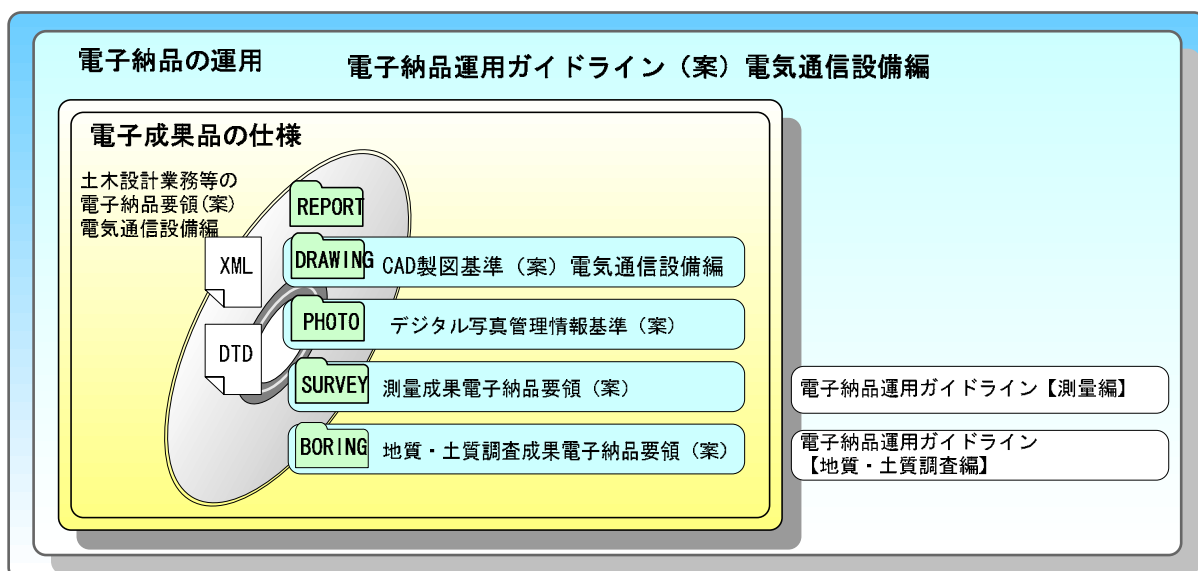 電子納品の運用
電子納品運用ガイドライン（案）電気通信設備編
電子成果品の仕様
土木設計業務等の
電子納品要領(案)
電気通信設備編
REPORT
XML
DRAWING
CAD製図基準（案）電気通信設備編
PHOTO
デジタル写真管理情報基準（案）
DTD
SURVEY
測量成果電子納品要領（案）
電子納品運用ガイドライン【測量編】
BORING
地質・土質調査成果電子納品要領（案）
電子納品運用ガイドライン
【地質・土質調査編】